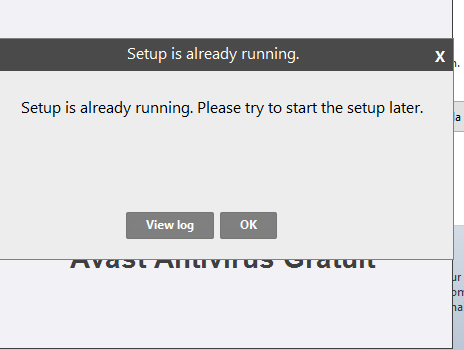 Setup is already running.
X
Setup is already running. Please try to start the setup later.
View log
OK
Avast Antivirus Gratuit